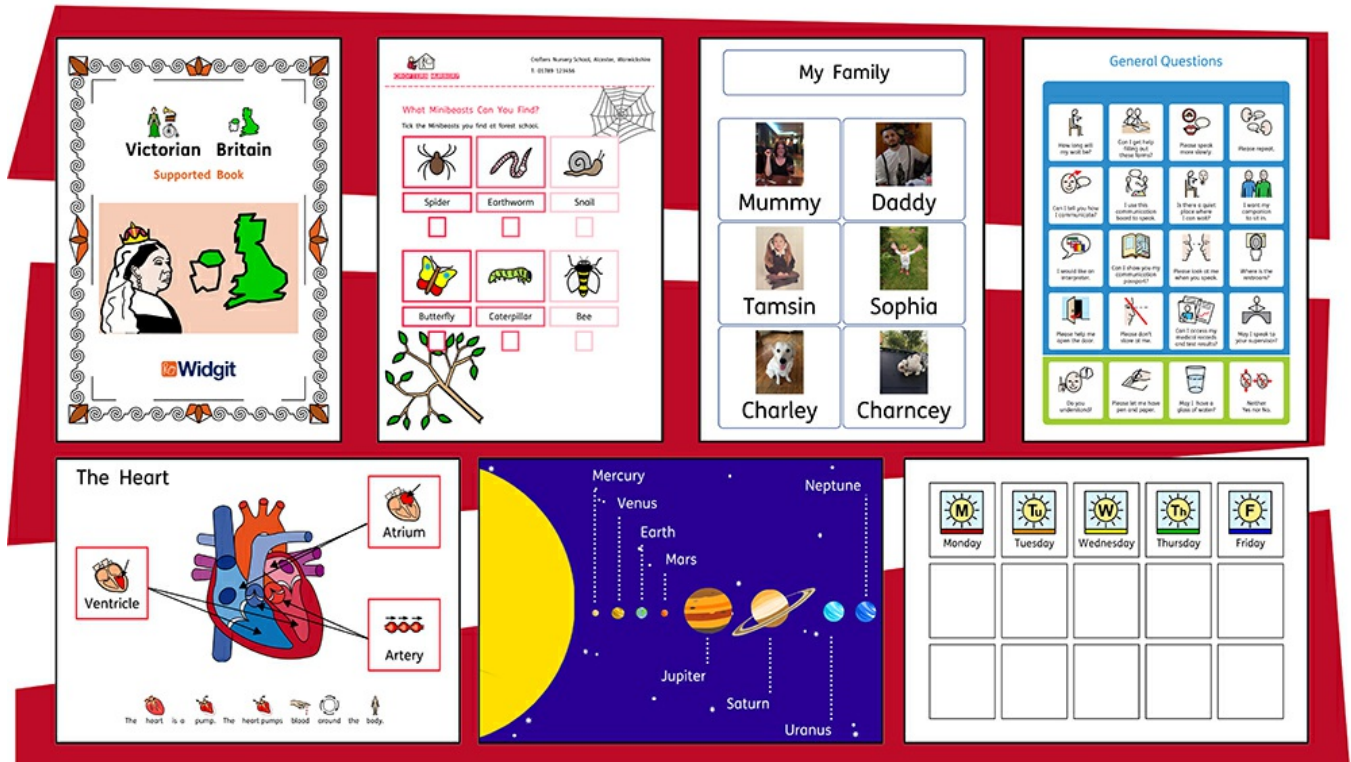 Victorian Britain
Supported Book
Widgit
CROFTERS NURSERY
Crofters Nursery School, Alcester, Warwickshire
T. 01789 123456
What Minibeasts Can You Find?
Tick the Minibeasts you find at forest school.
Spider Earthworm Snail
Butterfly Caterpillar Bee
My Family
Mummy Daddy
Tamsin Sophia
Charley Charncey
General Questions
How long will
my wait be?
Can I get help
filling out
these forms?
Please speak
more slowly.
Please repeat.
Can I tell you how
I communicate?
I use this
communication
board to speak.
Is there a quiet
place where
I can wait?
I want my
companion
to sit in.
I would like an
interpreter.
Can I show you my
communication
passport?
Please look at me
when you speak.
Where is the
restroom?
Please help me
open the door.
Please don't
stare at me.
Can I access my
medical records
and test results?
May I speak to
your supervisor?
Do you
understand?
Please let me have
pen and paper.
May I have a
glass of water?
Neither
Yes nor No.
The Heart
Atrium
Ventricle
Artery
The heart is a pump. The heart pumps blood around the body.
Mercury
Venus
Earth
Mars
Neptune
Jupiter
Saturn
Uranus
M Tu W Th F
Monday Tuesday Wednesday Thursday Friday